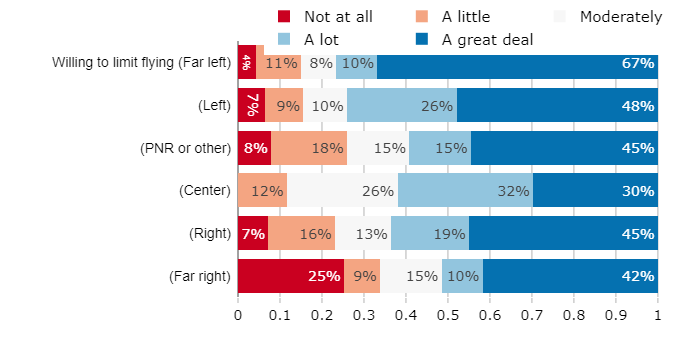 Not at all A little Moderately
A lot A great deal
Willing to limit flying (Far left) 4% 11% 8% 10% 67%
(Left) 7% 9% 10% 26% 48%
(PNR or other) 8% 18% 15% 15% 45%
(Center) 12% 26% 32% 30%
(Right) 7% 16% 13% 19% 45%
(Far right) 25% 9% 15% 10% 42%
0 0.1 0.2 0.3 0.4 0.5 0.6 0.7 0.8 0.9 1